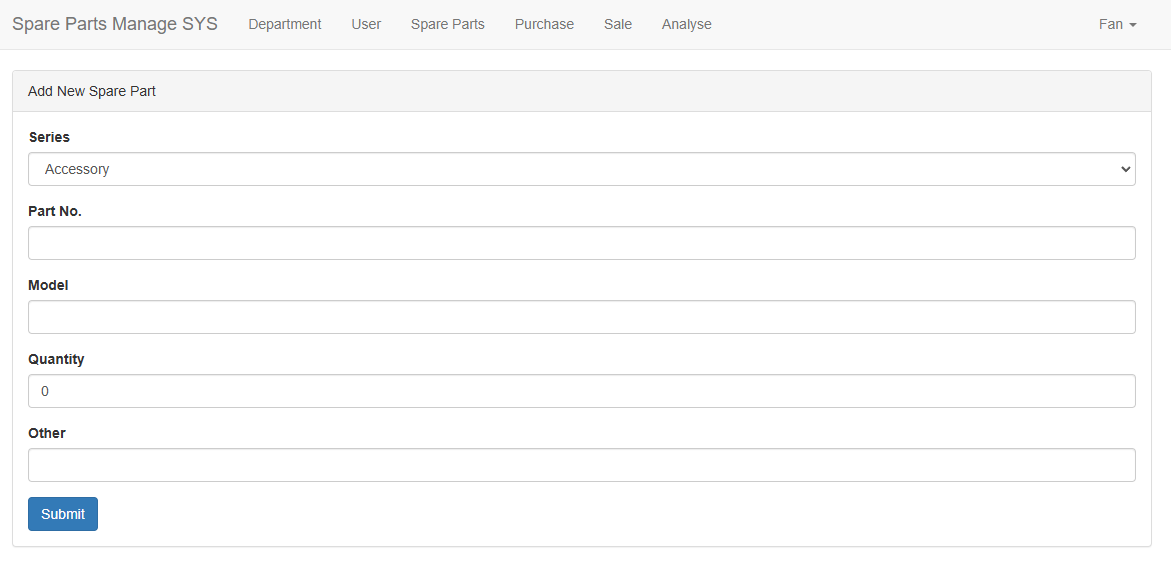 Spare Parts Manage SYS Department User Spare Parts Purchase Sale Analyse Fan
Add New Spare Part
Series
Accessory
Part No.
Model
Quantity
0
Other
Submit